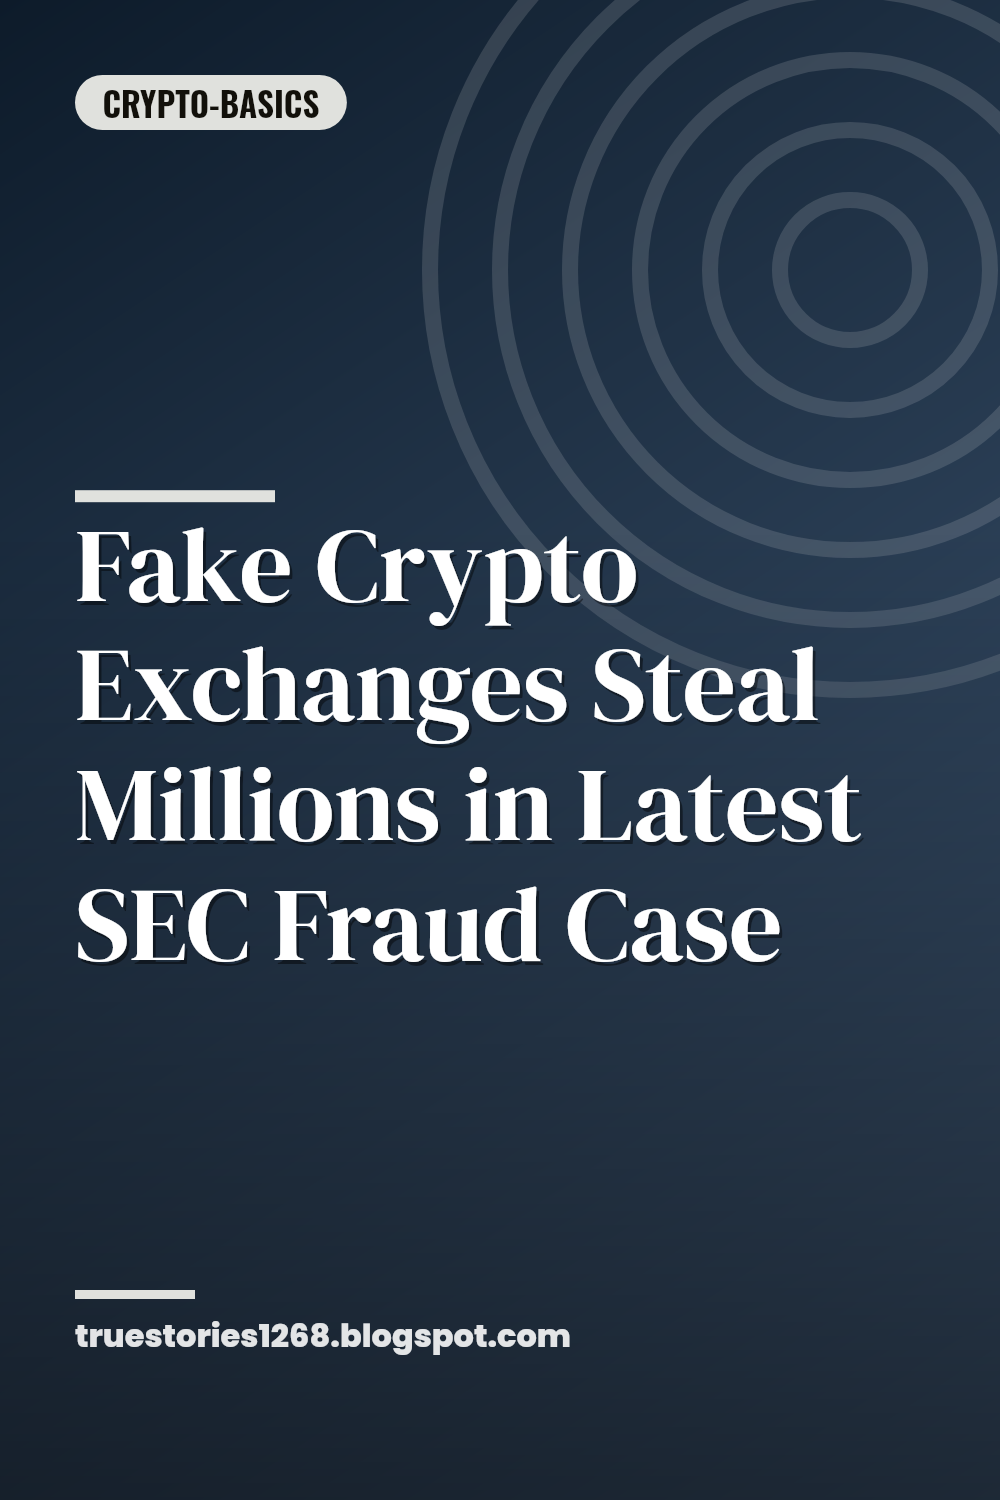 CRYPTO-BASICS
Fake Crypto
Exchanges Steal
Millions in Latest
SEC Fraud Case
truestories1268.blogspot.com